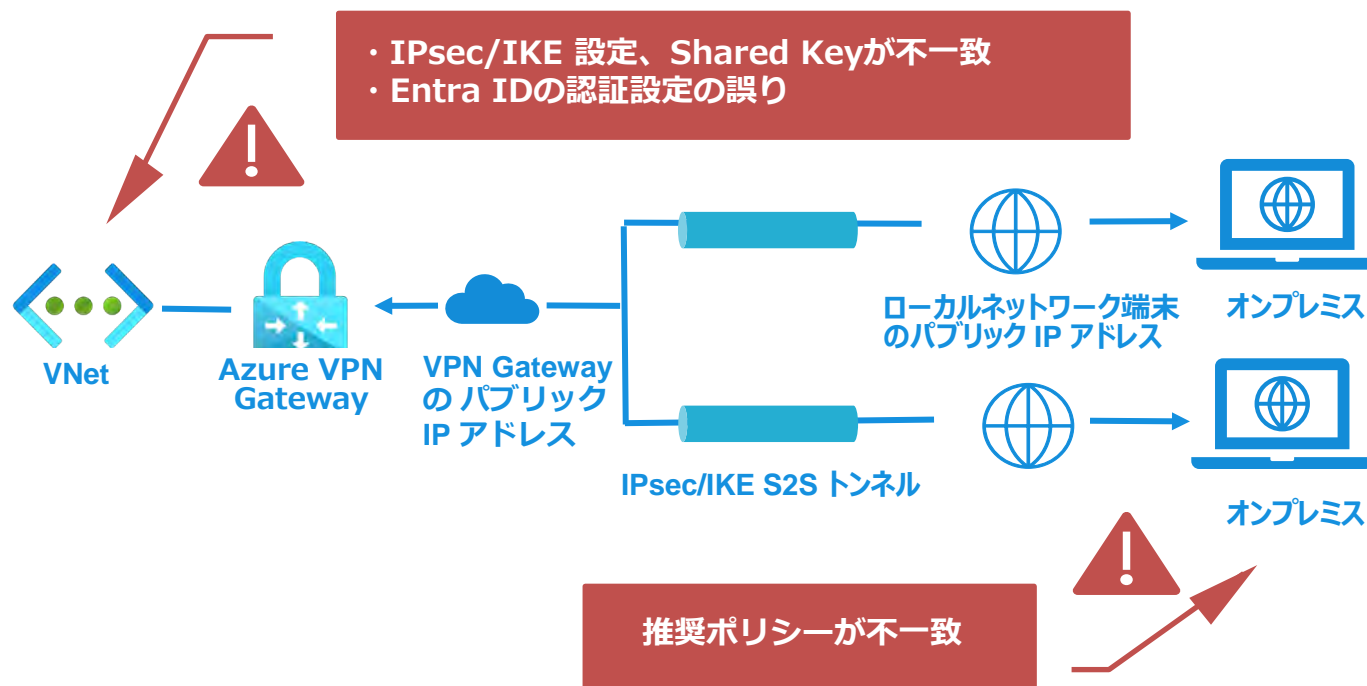 ・IPsec/IKE 設定、Shared Keyが不一致
・Entra IDの認証設定の誤り
VNet
Azure VPN
Gateway
VPN Gateway
の パブリック
IP アドレス
IPsec/IKE S2S トンネル
ローカルネットワーク端末
のパブリック IP アドレス
オンプレミス
オンプレミス
推奨ポリシーが不一致